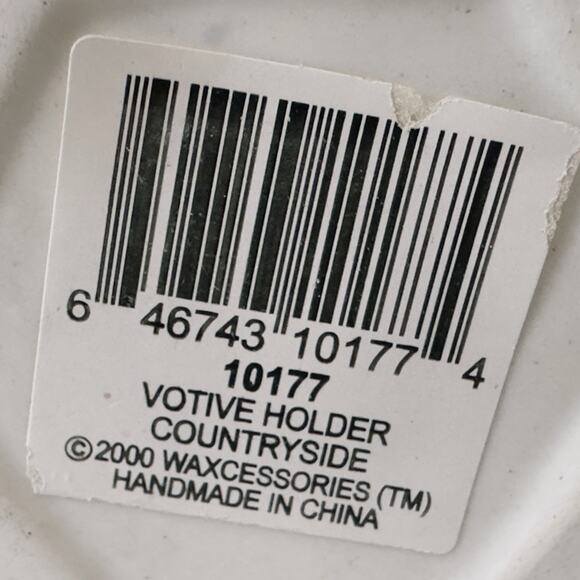 6 46743 10177 4
10177
VOTIVE HOLDER
COUNTRYSIDE
©2000 WAXCESSORIES (TM)
HANDMADE IN CHINA